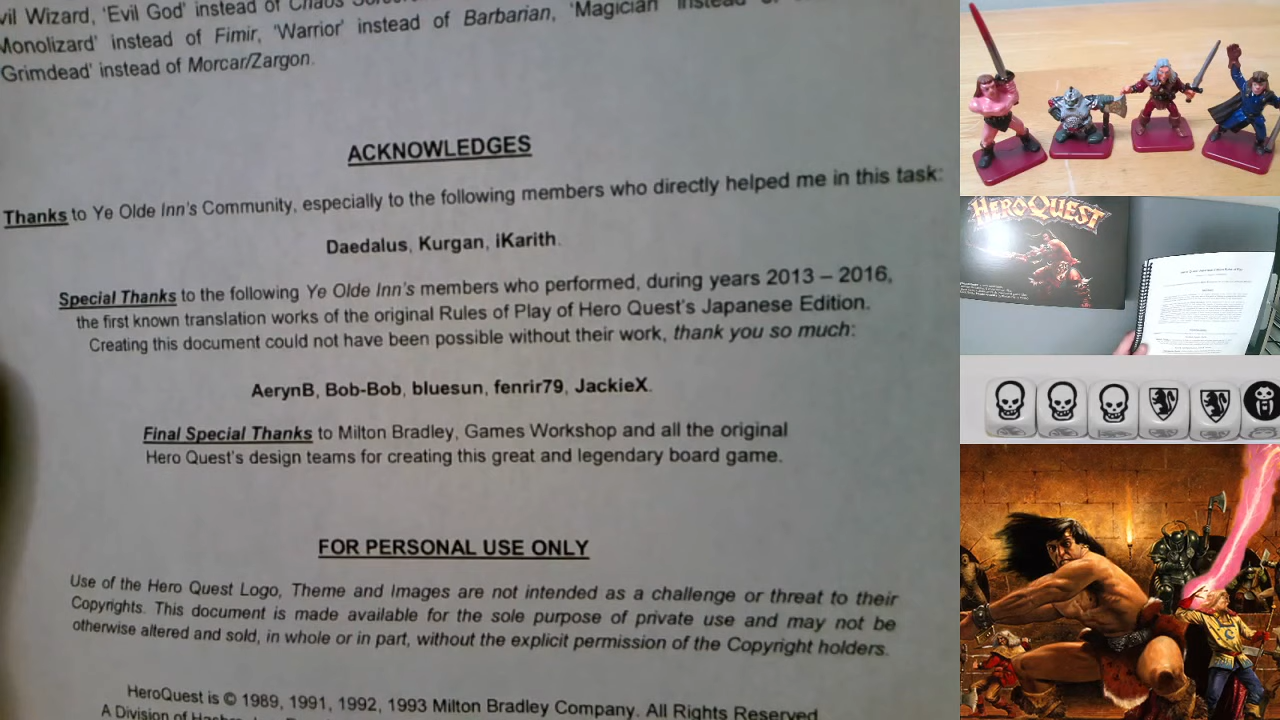 vil Wizard, 'Evil God' instead of Chaos
Monolizard' instead of Fimir, 'Warrior' instead of Barbarian, 'Magician' instead of
'Grimdead' instead of Morcar/Zargon.
ACKNOWLEDGES
Thanks to Ye Olde Inn's Community, especially to the following members who directly helped me in this task:
Daedalus, Kurgan, iKarith.
Special Thanks to the following Ye Olde Inn's members who performed, during years 2013 – 2016,
the first known translation works of the original Rules of Play of Hero Quest's Japanese Edition.
Creating this document could not have been possible without their work, thank you so much:
AerynB, Bob-Bob, bluesun, fenrir79, JackieX.
Final Special Thanks to Milton Bradley, Games Workshop and all the original
Hero Quest's design teams for creating this great and legendary board game.
FOR PERSONAL USE ONLY
Use of the Hero Quest Logo, Theme and Images are not intended as a challenge or threat to their
Copyrights. This document is made available for the sole purpose of private use and may not be
otherwise altered and sold, in whole or in part, without the explicit permission of the Copyright holders.
HeroQuest is © 1989, 1991, 1992, 1993 Milton Bradley Company. All Rights Reserved
A Division of
HEROQUEST